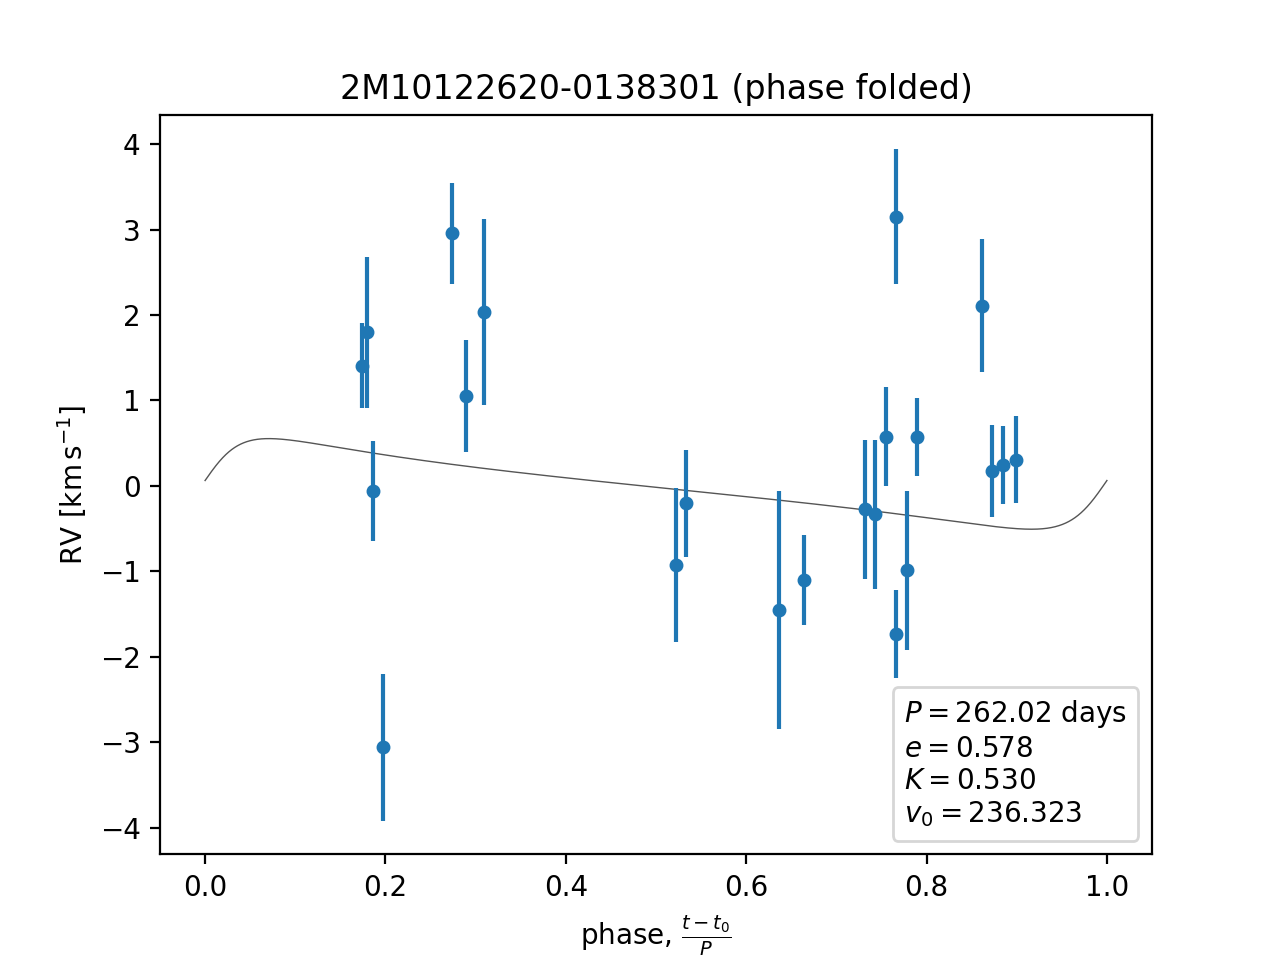 2M10122620-0138301 (phase folded)
RV [km s⁻¹]
4
3
2
1
0
−1
−2
−3
−4
P = 262.02 days
e = 0.578
K = 0.530
v₀ = 236.323
0.0 0.2 0.4 0.6 0.8 1.0
phase, (t − t₀)/P